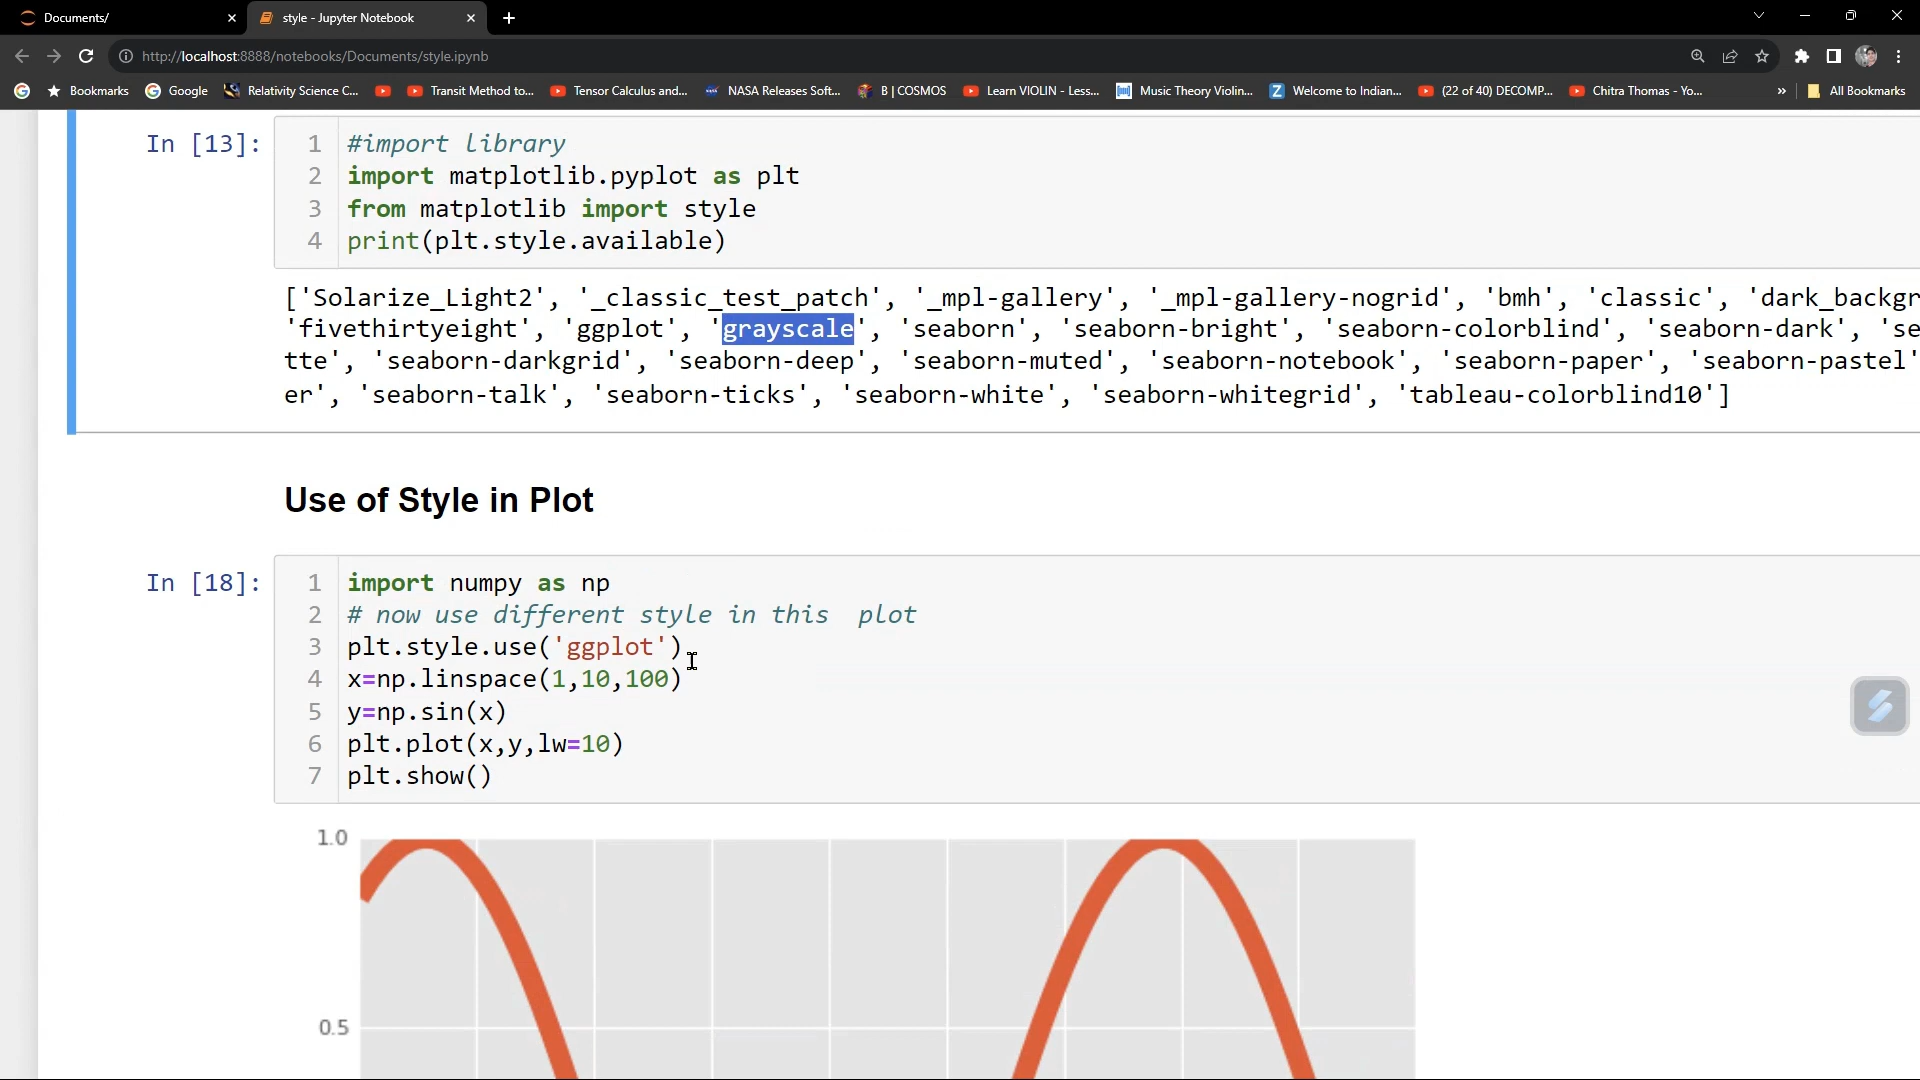 Documents/
style - Jupyter Notebook
http://localhost:8888/notebooks/Documents/style.ipynb
Bookmarks
Google
Relativity Science C...
Transit Method to...
Tensor Calculus and...
NASA Releases Soft...
B | COSMOS
Learn VIOLIN - Less...
Music Theory Violin...
Welcome to Indian...
(22 of 40) DECOMP...
Chitra Thomas - Yo...
»
All Bookmarks
In [13]:
1 #import library
2 import matplotlib.pyplot as plt
3 from matplotlib import style
4 print(plt.style.available)
['Solarize_Light2', '_classic_test_patch', '_mpl-gallery', '_mpl-gallery-nogrid', 'bmh', 'classic', 'dark_backgr
'fivethirtyeight', 'ggplot', 'grayscale', 'seaborn', 'seaborn-bright', 'seaborn-colorblind', 'seaborn-dark', 'se
tte', 'seaborn-darkgrid', 'seaborn-deep', 'seaborn-muted', 'seaborn-notebook', 'seaborn-paper', 'seaborn-pastel'
er', 'seaborn-talk', 'seaborn-ticks', 'seaborn-white', 'seaborn-whitegrid', 'tableau-colorblind10']
Use of Style in Plot
In [18]:
1 import numpy as np
2 # now use different style in this  plot
3 plt.style.use('ggplot')
4 x=np.linspace(1,10,100)
5 y=np.sin(x)
6 plt.plot(x,y,lw=10)
7 plt.show()
1.0
0.5